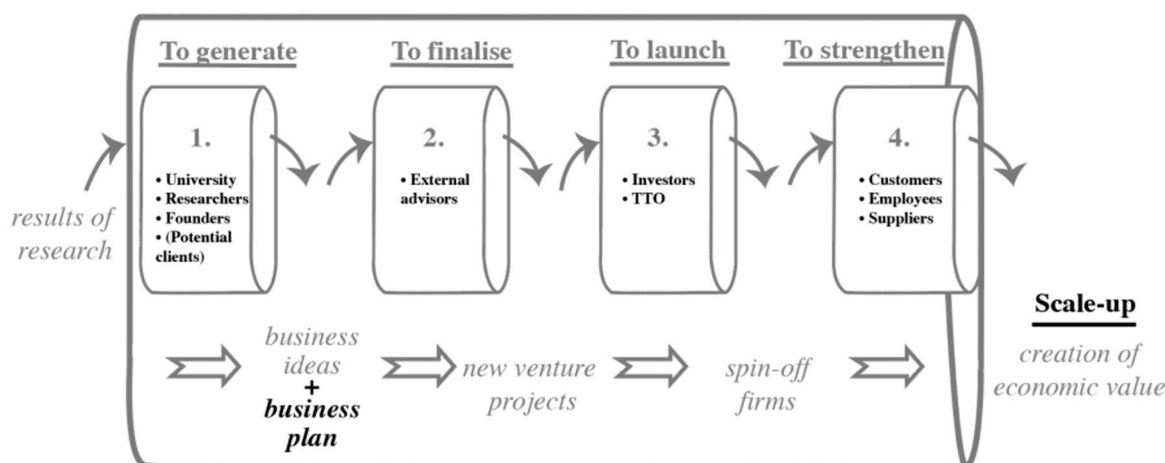 To generate
To finalise
To launch
To strengthen
1.
• University
• Researchers
• Founders
• (Potential
clients)
2.
• External
advisors
3.
• Investors
• TTO
4.
• Customers
• Employees
• Suppliers
results of
research
business
ideas
+
business
plan
new venture
projects
spin-off
firms
Scale-up
creation of
economic value